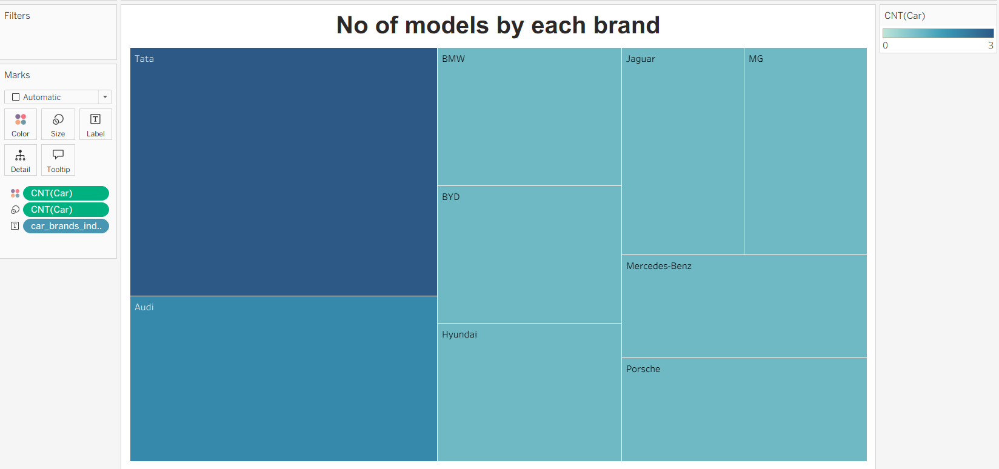 Filters
Marks
Automatic
Color
Size
Label
Detail
Tooltip
CNT(Car)
CNT(Car)
car_brands_ind..
No of models by each brand
Tata
Audi
BMW
BYD
Hyundai
Jaguar
MG
Mercedes-Benz
Porsche
CNT(Car)
0
3